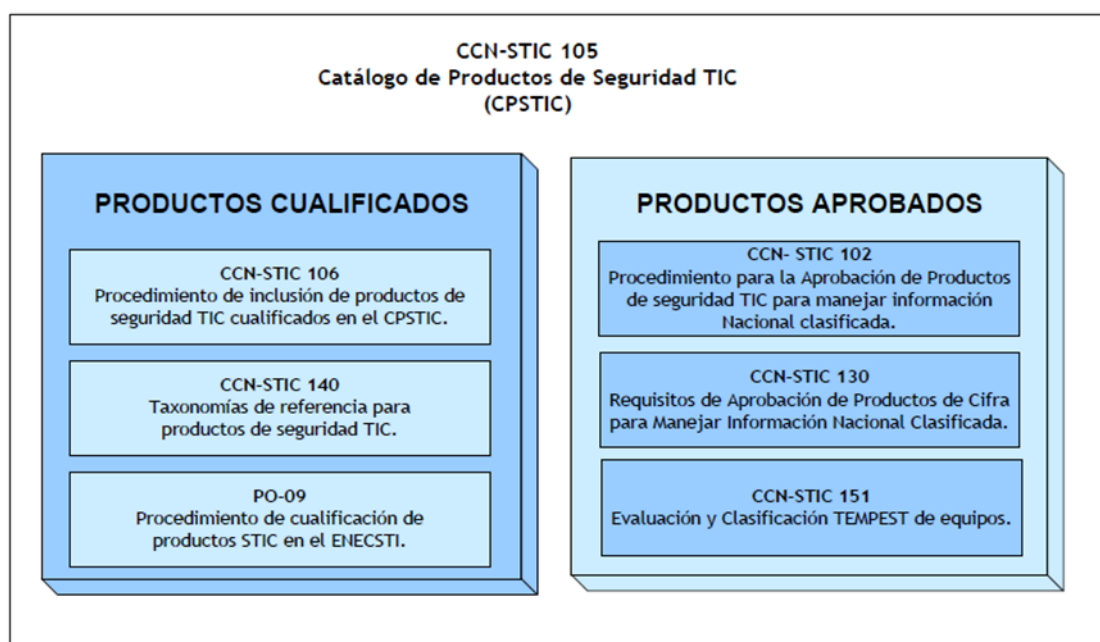 CCN-STIC 105
Catálogo de Productos de Seguridad TIC
(CPSTIC)
PRODUCTOS CUALIFICADOS
CCN-STIC 106
Procedimiento de inclusión de productos de
seguridad TIC cualificados en el CPSTIC.
CCN-STIC 140
Taxonomías de referencia para
productos de seguridad TIC.
PO-09
Procedimiento de cualificación de
productos STIC en el ENECSTI.
PRODUCTOS APROBADOS
CCN- STIC 102
Procedimiento para la Aprobación de Productos
de seguridad TIC para manejar información
Nacional clasificada.
CCN-STIC 130
Requisitos de Aprobación de Productos de Cifra
para Manejar Información Nacional Clasificada.
CCN-STIC 151
Evaluación y Clasificación TEMPEST de equipos.